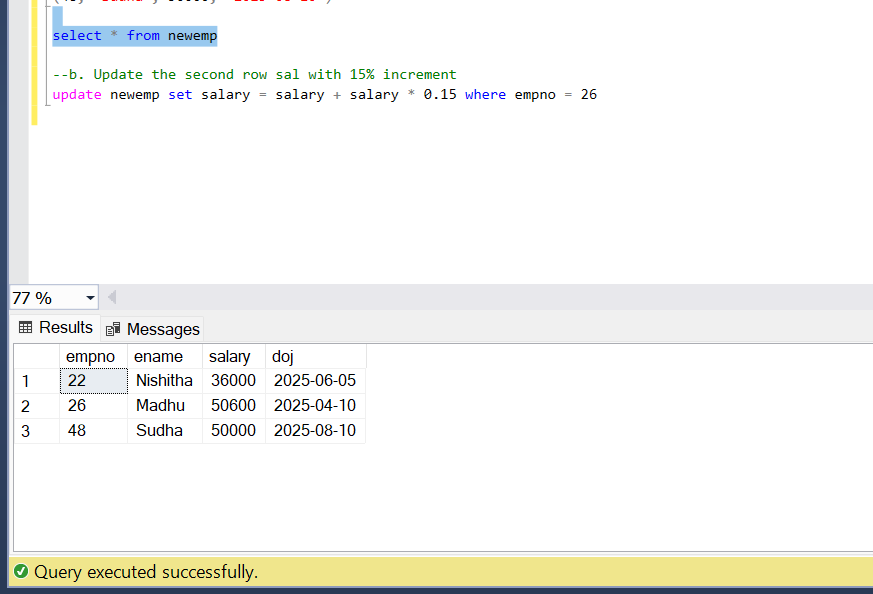 select * from newemp
--b. Update the second row sal with 15% increment
update newemp set salary = salary + salary * 0.15 where empno = 26
77 %
Results Messages
empno ename salary doj
1 22 Nishitha 36000 2025-06-05
2 26 Madhu 50600 2025-04-10
3 48 Sudha 50000 2025-08-10
Query executed successfully.